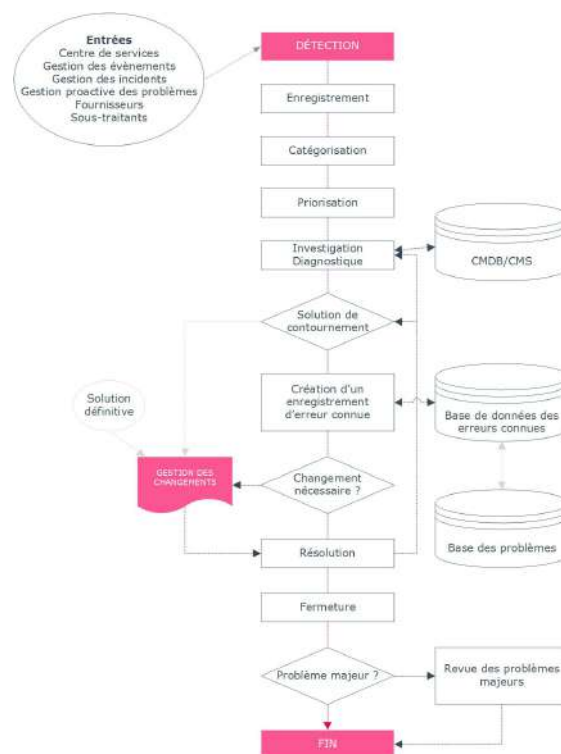 Entrées
Centre de services
Gestion des évènements
Gestion des incidents
Gestion proactive des problèmes
Fournisseurs
Sous-traitants
DÉTECTION
Enregistrement
Catégorisation
Priorisation
Investigation
Diagnostique
CMDB/CMS
Solution de
contournement
Création d'un
enregistrement
d'erreur connue
Base de données des
erreurs connues
Solution
définitive
GESTION DES
CHANGEMENTS
Changement
nécessaire ?
Base des problèmes
Résolution
Fermeture
Problème majeur ?
Revue des problèmes
majeurs
FIN